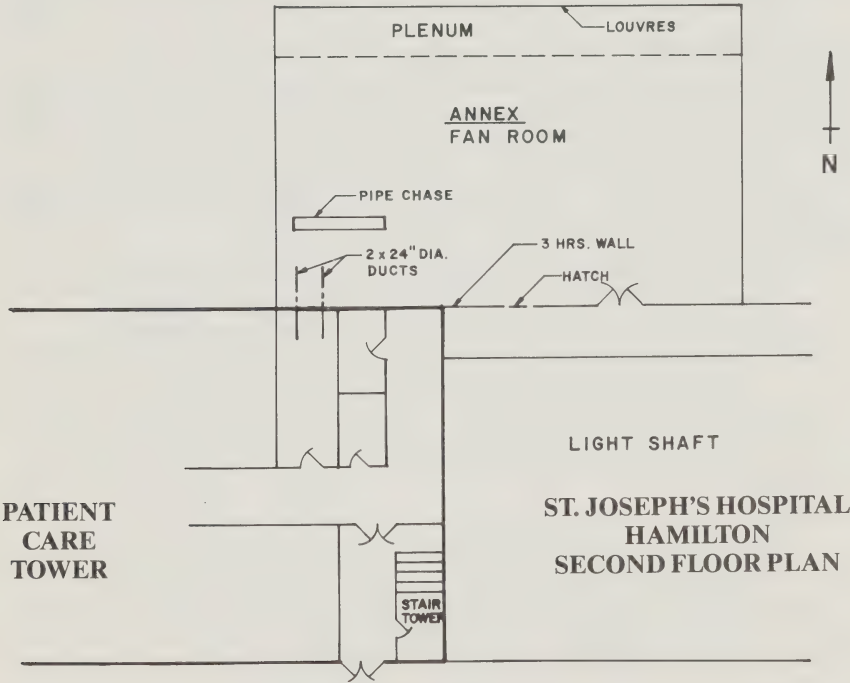 PLENUM
LOUVRES
ANNEX
FAN ROOM
N
PIPE CHASE
2 x 24" DIA.
DUCTS
3 HRS. WALL
HATCH
LIGHT SHAFT
PATIENT
CARE
TOWER
ST. JOSEPH'S HOSPITAL
HAMILTON
SECOND FLOOR PLAN
STAIR
TOWER